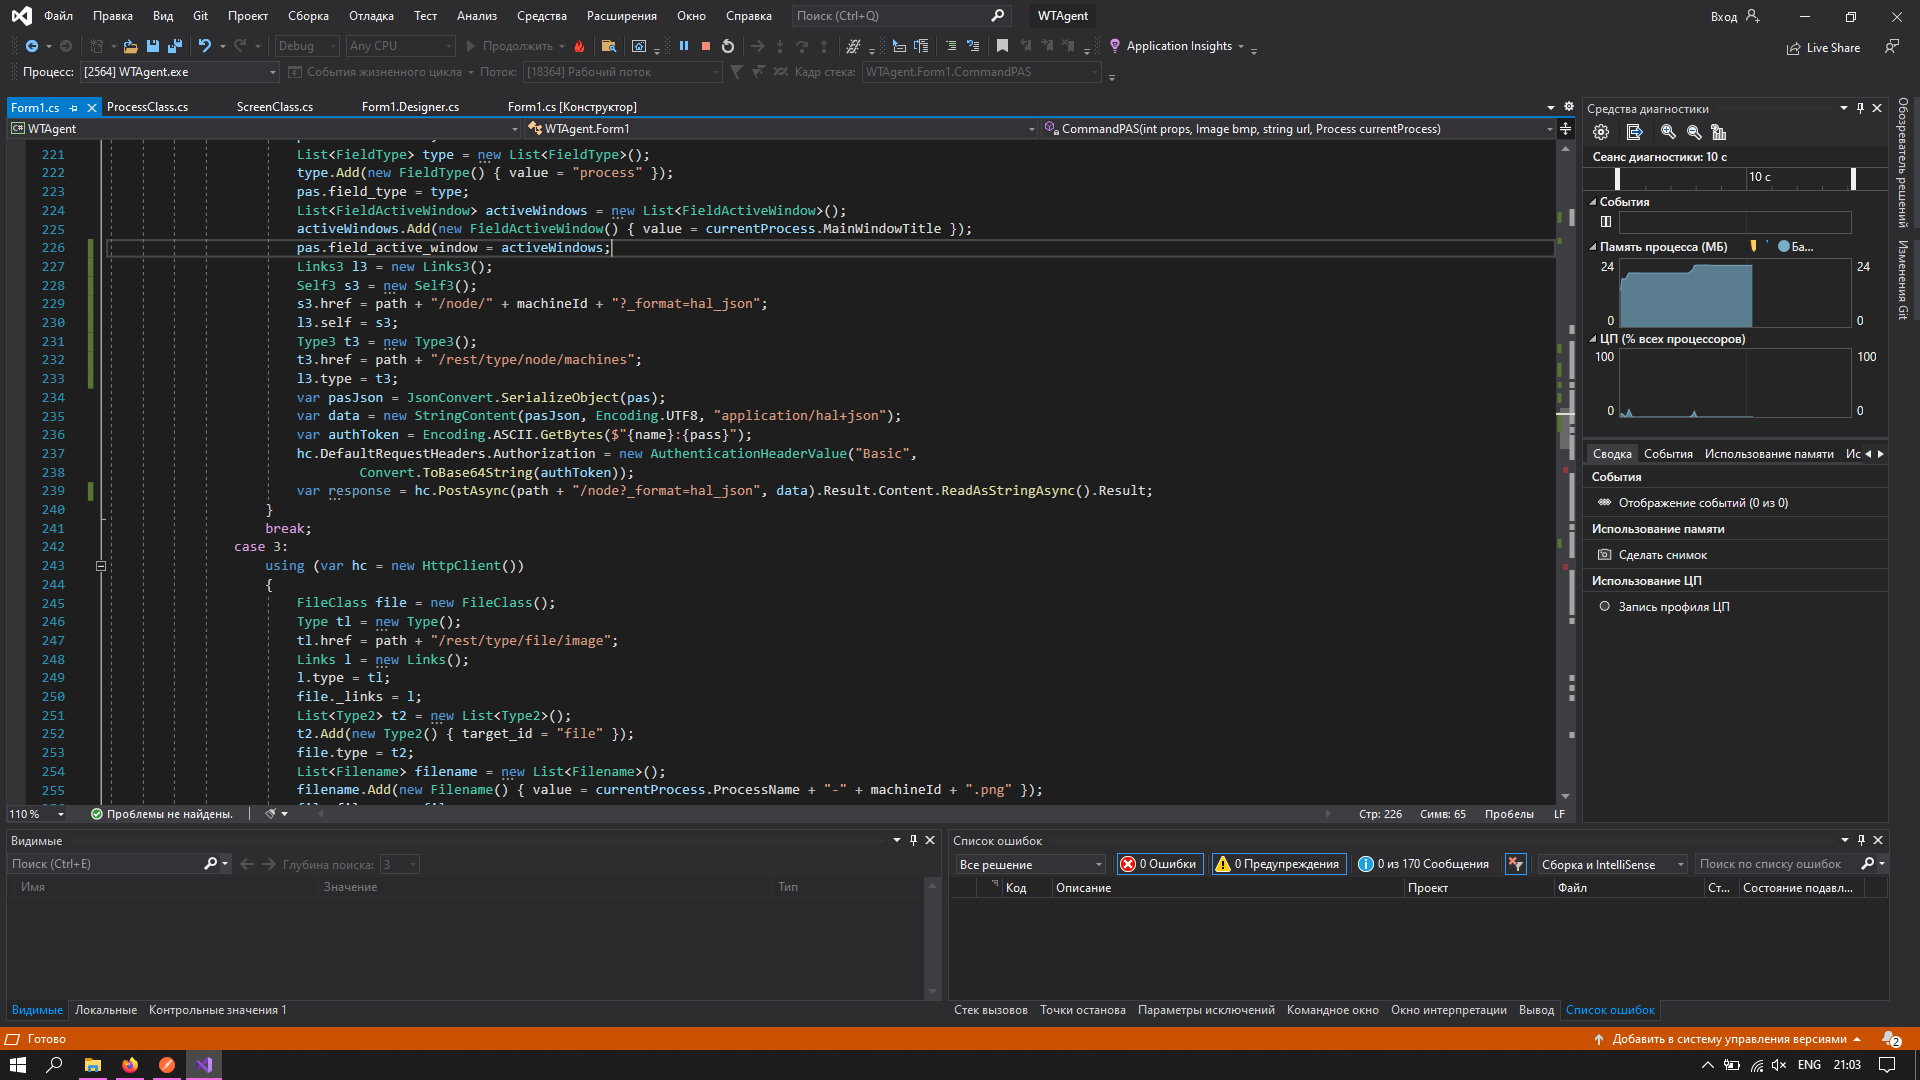 Файл Правка Вид Git Проект Сборка Отладка Тест Анализ Средства Расширения Окно Справка Поиск (Ctrl+Q) WTAgent Вход
Debug Any CPU Продолжить Application Insights Live Share
Процесс: [2564] WTAgent.exe События жизненного цикла Поток: [18364] Рабочий поток Кадр стека: WTAgent.Form1.CommandPAS
Form1.cs ProcessClass.cs ScreenClass.cs Form1.Designer.cs Form1.cs [Конструктор]
WTAgent WTAgent.Form1 CommandPAS(int props, Image bmp, string url, Process currentProcess)
221 List<FieldType> type = new List<FieldType>();
222 type.Add(new FieldType() { value = "process" });
223 pas.field_type = type;
224 List<FieldActiveWindow> activeWindows = new List<FieldActiveWindow>();
225 activeWindows.Add(new FieldActiveWindow() { value = currentProcess.MainWindowTitle });
226 pas.field_active_window = activeWindows;
227 Links3 l3 = new Links3();
228 Self3 s3 = new Self3();
229 s3.href = path + "/node/" + machineId + "?_format=hal_json";
230 l3.self = s3;
231 Type3 t3 = new Type3();
232 t3.href = path + "/rest/type/node/machines";
233 l3.type = t3;
234 var pasJson = JsonConvert.SerializeObject(pas);
235 var data = new StringContent(pasJson, Encoding.UTF8, "application/hal+json");
236 var authToken = Encoding.ASCII.GetBytes($"{name}:{pass}");
237 hc.DefaultRequestHeaders.Authorization = new AuthenticationHeaderValue("Basic",
238 Convert.ToBase64String(authToken));
239 var response = hc.PostAsync(path + "/node?_format=hal_json", data).Result.Content.ReadAsStringAsync().Result;
240 }
241 break;
242 case 3:
243 using (var hc = new HttpClient())
244 {
245 FileClass file = new FileClass();
246 Type tl = new Type();
247 tl.href = path + "/rest/type/file/image";
248 Links l = new Links();
249 l.type = tl;
250 file._links = l;
251 List<Type2> t2 = new List<Type2>();
252 t2.Add(new Type2() { target_id = "file" });
253 file.type = t2;
254 List<Filename> filename = new List<Filename>();
255 filename.Add(new Filename() { value = currentProcess.ProcessName + "-" + machineId + ".png" });
110 % Проблемы не найдены. Стр: 226 Симв: 65 Пробелы LF
Средства диагностики
Сеанс диагностики: 10 с
10 с
События
Память процесса (МБ) Ба...
24 24
0 0
ЦП (% всех процессоров)
100 100
0 0
Сводка События Использование памяти Ис
События
Отображение событий (0 из 0)
Использование памяти
Сделать снимок
Использование ЦП
Запись профиля ЦП
Обозреватель решений
Изменения Git
Видимые
Поиск (Ctrl+E) Глубина поиска: 3
Имя Значение Тип
Видимые Локальные Контрольные значения 1
Список ошибок
Все решение 0 Ошибки 0 Предупреждения 0 из 170 Сообщения Сборка и IntelliSense Поиск по списку ошибок
Код Описание Проект Файл Ст... Состояние подавл...
Стек вызовов Точки останова Параметры исключений Командное окно Окно интерпретации Вывод Список ошибок
Готово Добавить в систему управления версиями 2
ENG 21:03